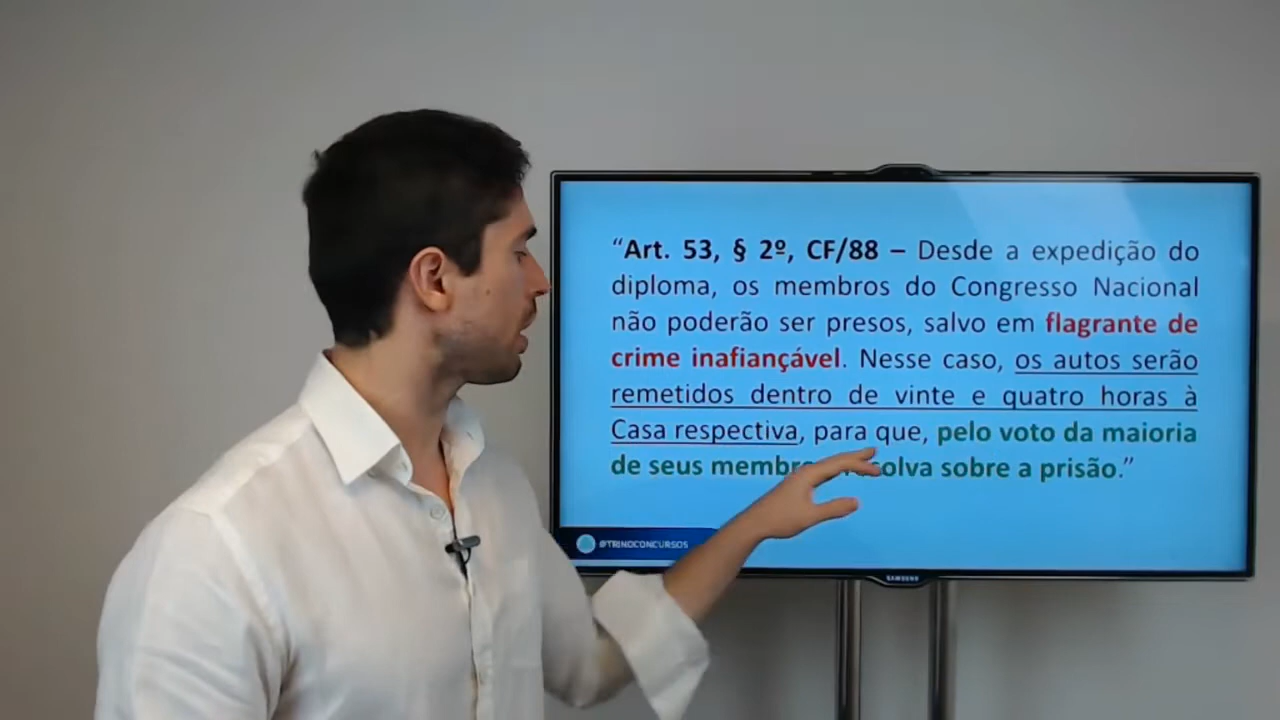 “Art. 53, § 2º, CF/88 – Desde a expedição do
diploma, os membros do Congresso Nacional
não poderão ser presos, salvo em flagrante de
crime inafiançável. Nesse caso, os autos serão
remetidos dentro de vinte e quatro horas à
Casa respectiva, para que, pelo voto da maioria
de seus sobre a prisão.”
@TRINOCONCURSOS
SAMSUNG